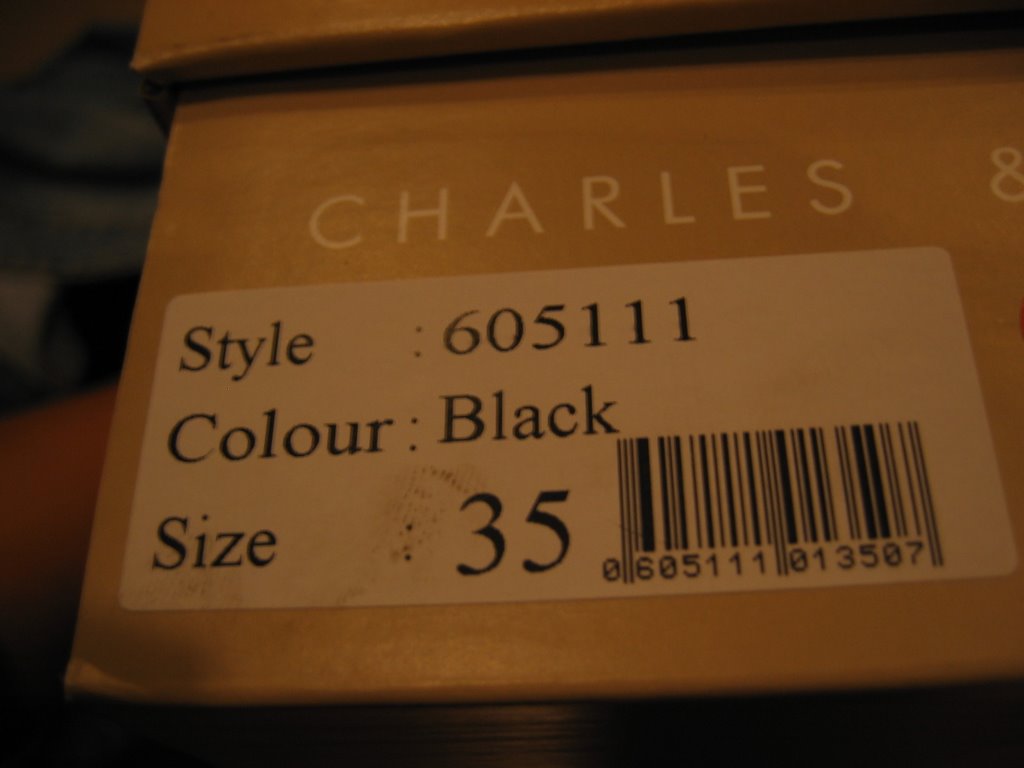 CHARLES &
Style : 605111
Colour : Black
Size : 35
0 605111 013507